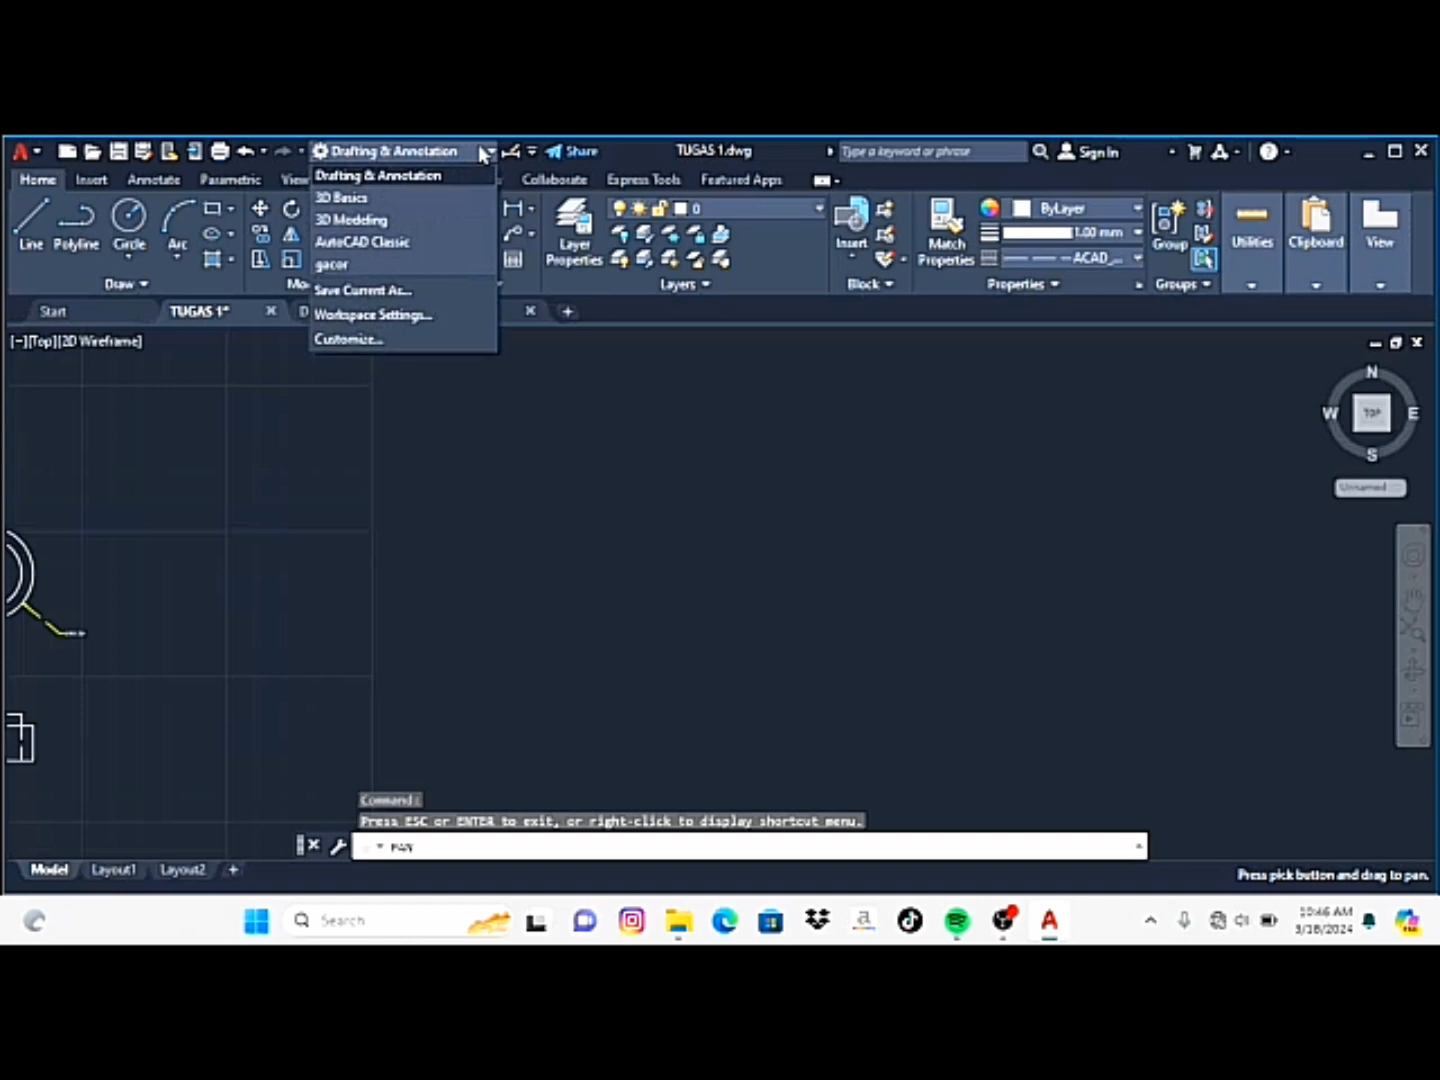 Drafting & Annotation
Share
TUGAS 1.dwg
Type a keyword or phrase
Sign In
Home Insert Annotate Parametric View Collaborate Express Tools Featured Apps
Drafting & Annotation
3D Basics
3D Modeling
AutoCAD Classic
gacor
Save Current As...
Workspace Settings...
Customize...
Line Polyline Circle Arc
Layer Properties
0
Insert
Match Properties
ByLayer
1.00 mm
ACAD_...
Group
Utilities
Clipboard
View
Draw Mo Layers Block Properties Groups
Start TUGAS 1* D
[−][Top][2D Wireframe]
N
W TOP E
S
Unnamed
Command:
Press ESC or ENTER to exit, or right-click to display shortcut menu.
PAN
Model Layout1 Layout2
Press pick button and drag to pan.
Search
10:46 AM
3/18/2024